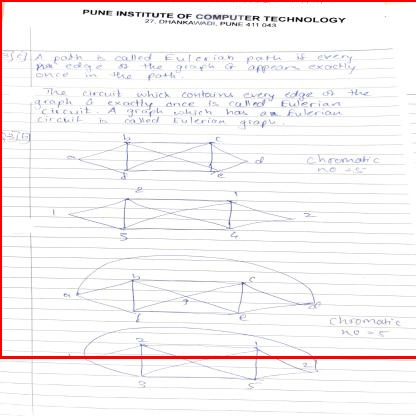 PUNE INSTITUTE OF COMPUTER TECHNOLOGY
27, DHANKAWADI, PUNE 411 043
A path is called Eulerian path if every
edge of the graph G appears exactly
once in the path.
The circuit which contains every edge of the
graph G exactly once is called Eulerian
circuit. A graph which has an Eulerian
circuit is called Eulerian graph.
b c
a d
d e
Chromatic
no = 5
2 1
1 2
3 4
b c
a g d
f e
Chromatic
no = 5
2 1
2
3 5